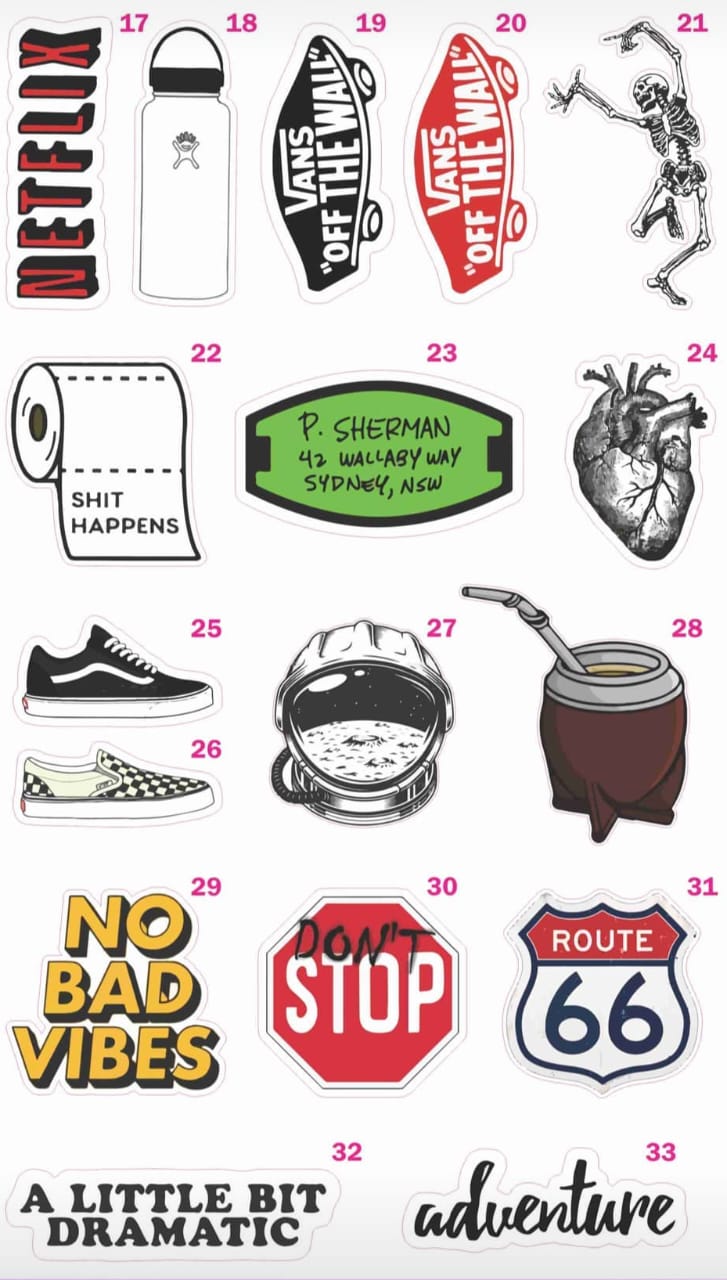 17
18
19
20
21
NETFLIX
VANS
"OFF THE WALL"
VANS
"OFF THE WALL"
22
23
24
SHIT
HAPPENS
P. SHERMAN
42 WALLABY WAY
SYDNEY, NSW
25
26
27
28
29
30
31
NO
BAD
VIBES
DON'T
STOP
ROUTE
66
32
33
A LITTLE BIT
DRAMATIC
adventure